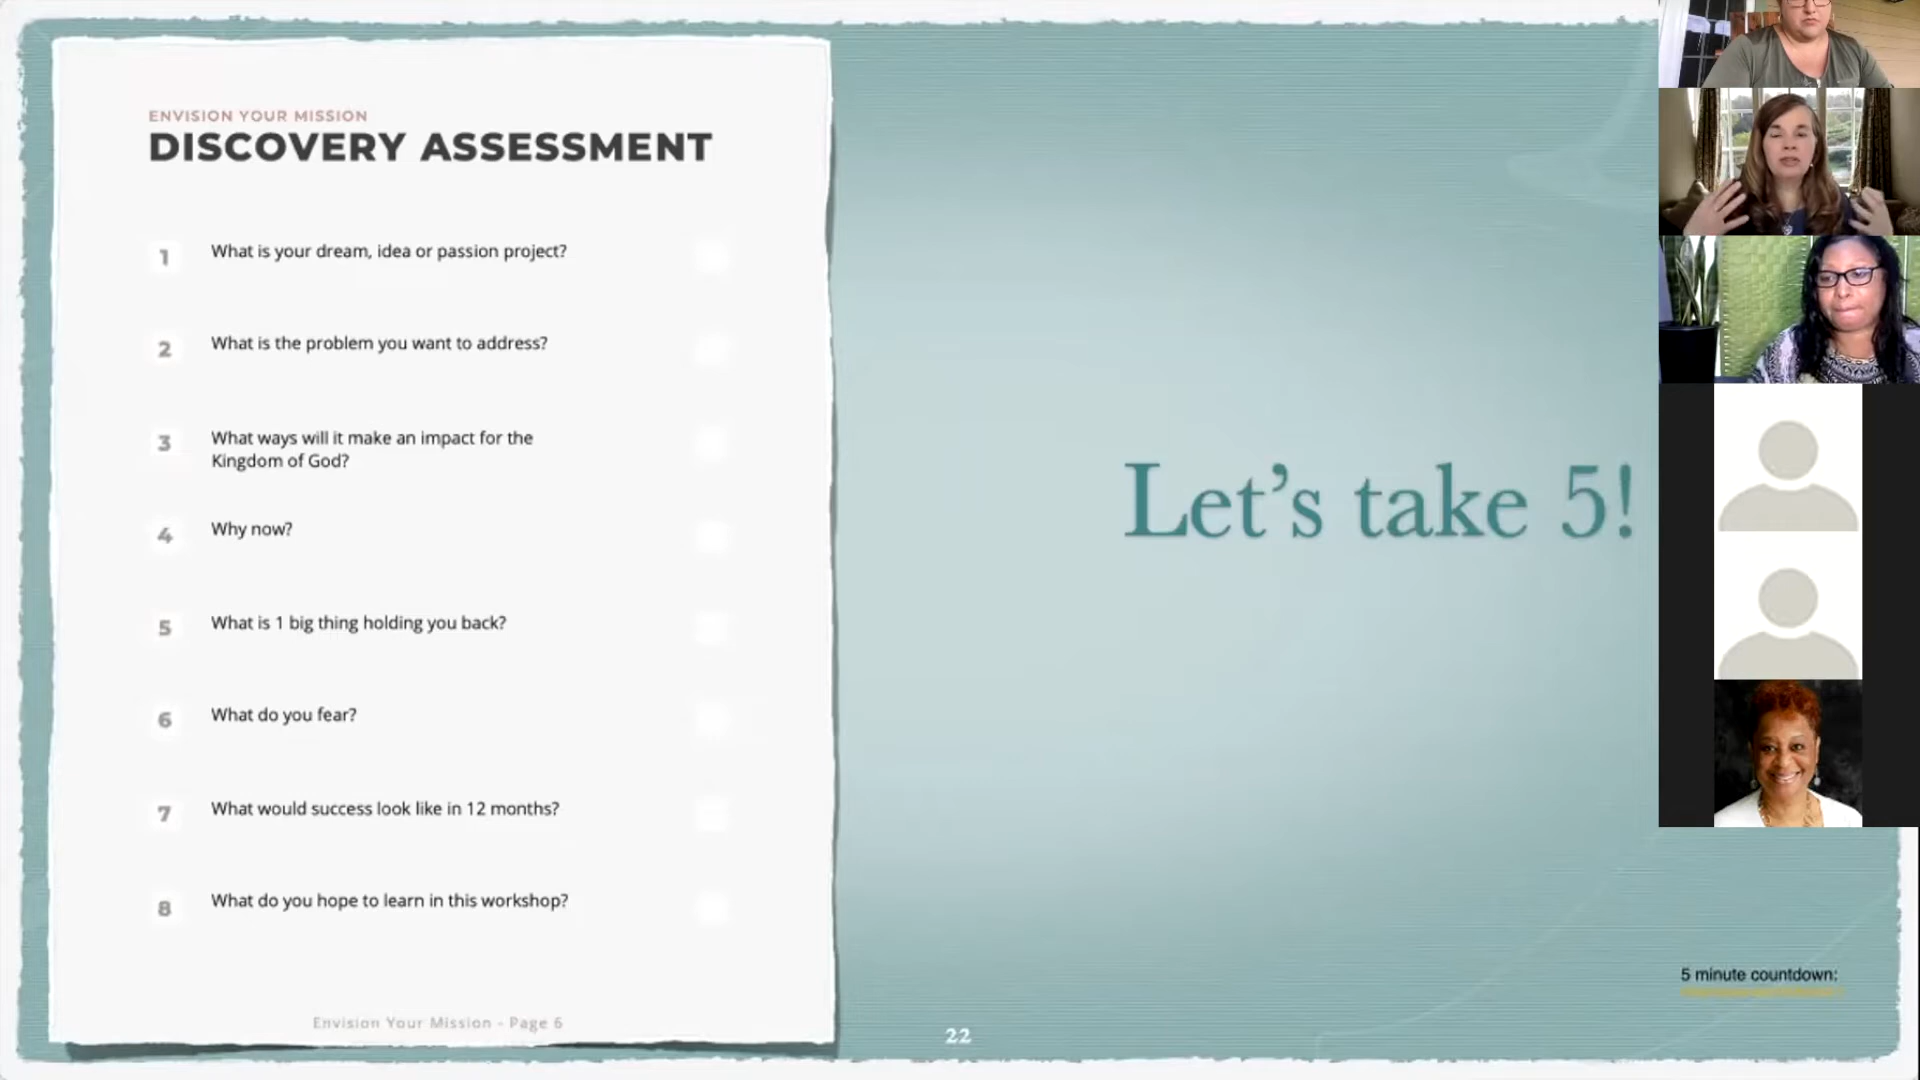 ENVISION YOUR MISSION
DISCOVERY ASSESSMENT
1 What is your dream, idea or passion project?
2 What is the problem you want to address?
3 What ways will it make an impact for the
Kingdom of God?
4 Why now?
5 What is 1 big thing holding you back?
6 What do you fear?
7 What would success look like in 12 months?
8 What do you hope to learn in this workshop?
Envision Your Mission - Page 6
Let's take 5!
5 minute countdown:
22